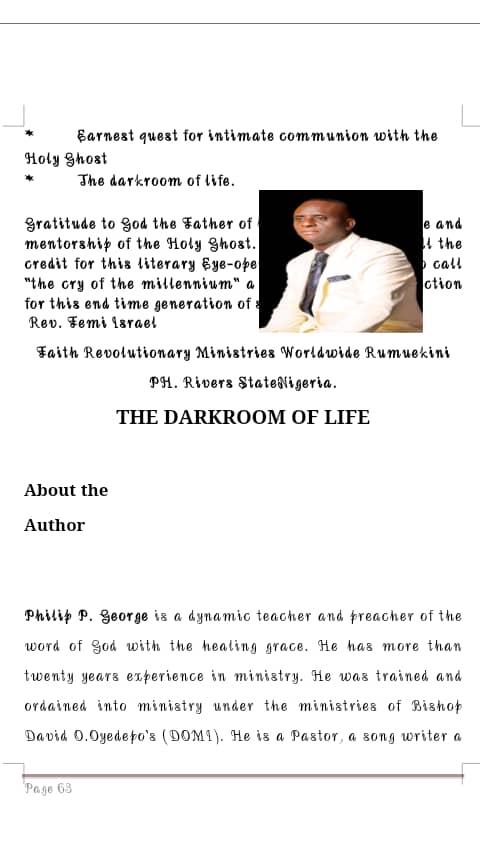 * Earnest quest for intimate communion with the
Holy Ghost
* The darkroom of life.
Gratitude to God the Father of e and
mentorship of the Holy Ghost. the
credit for this literary Eye-ope call
"the cry of the millennium" a ction
for this end time generation of
Rev. Femi Israel
Faith Revolutionary Ministries Worldwide Rumuekini
PH. Rivers StateNigeria.
THE DARKROOM OF LIFE
About the
Author
Philip P. George is a dynamic teacher and preacher of the
word of God with the healing grace. He has more than
twenty years experience in ministry. He was trained and
ordained into ministry under the ministries of Bishop
David O.Oyedepo's (DOMI). He is a Pastor, a song writer a
Page 63